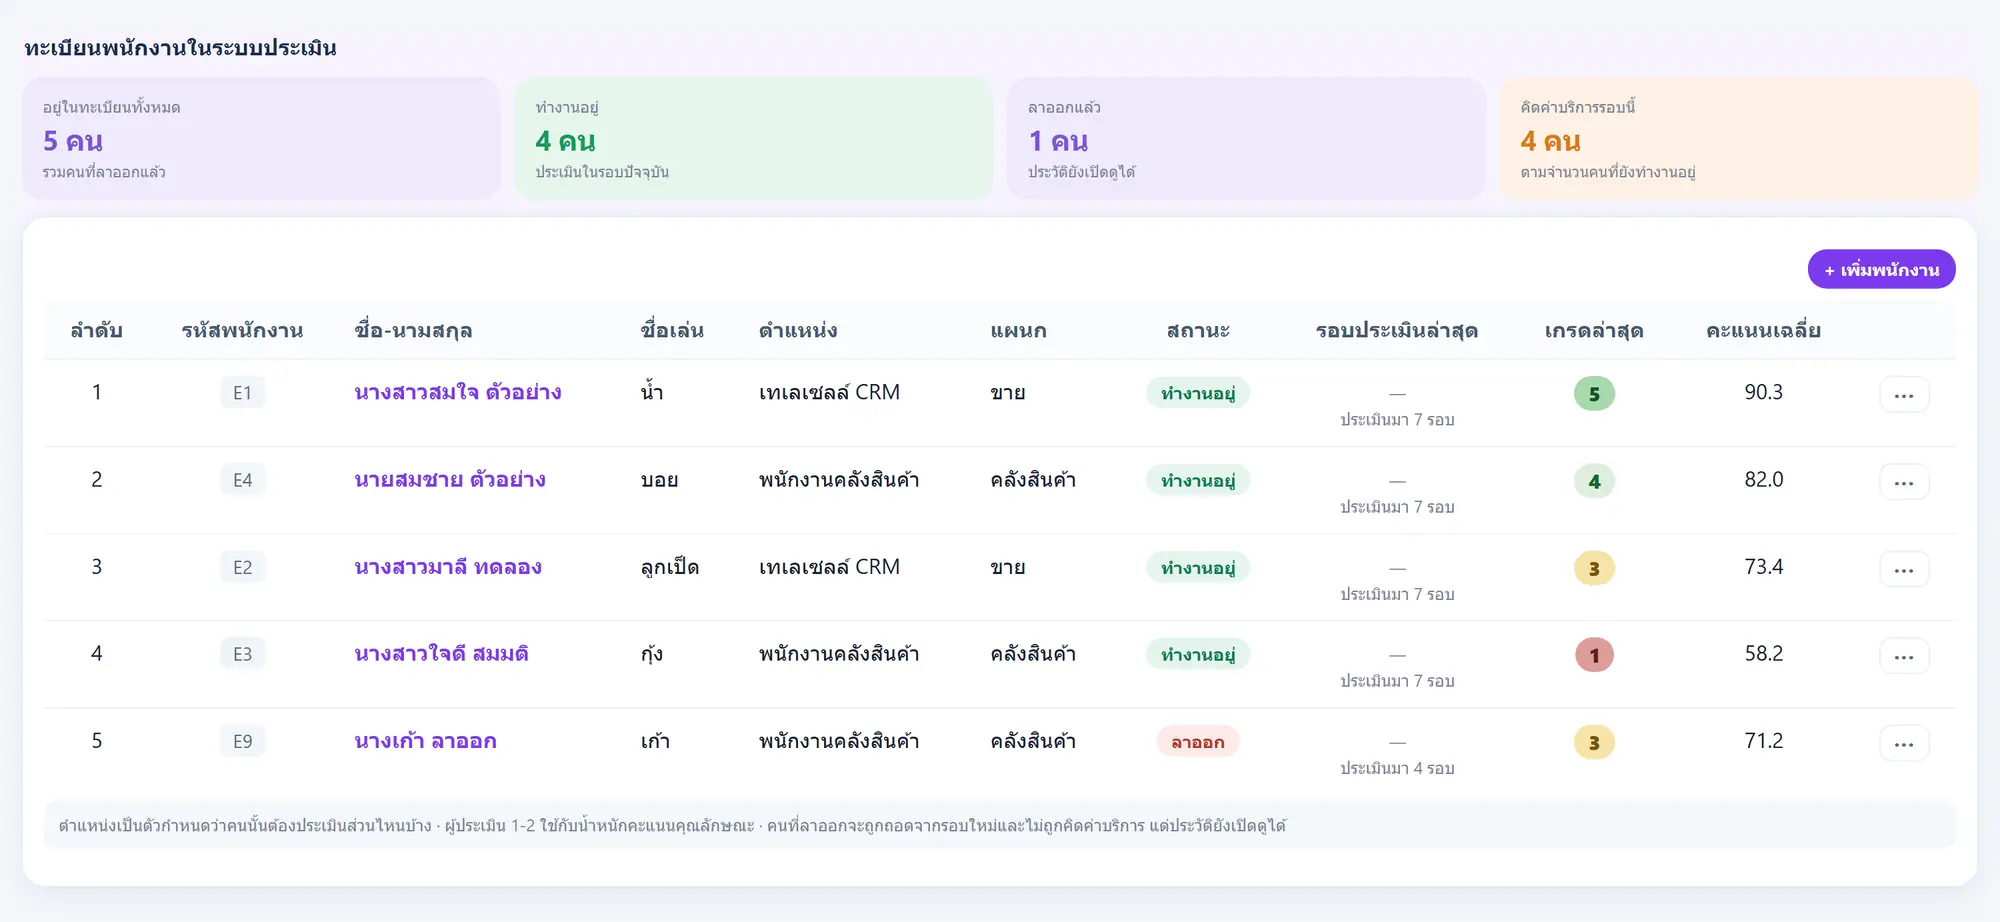 ทะเบียนพนักงานในระบบประเมิน
อยู่ในทะเบียนทั้งหมด
5 คน
รวมคนที่ลาออกแล้ว
ทำงานอยู่
4 คน
ประเมินในรอบปัจจุบัน
ลาออกแล้ว
1 คน
ประวัติยังเปิดดูได้
คิดค่าบริการรอบนี้
4 คน
ตามจำนวนคนที่ยังทำงานอยู่
+ เพิ่มพนักงาน
ลำดับ รหัสพนักงาน ชื่อ-นามสกุล ชื่อเล่น ตำแหน่ง แผนก สถานะ รอบประเมินล่าสุด เกรดล่าสุด คะแนนเฉลี่ย
1 E1 นางสาวสมใจ ตัวอย่าง น้ำ เทเลเซลล์ CRM ขาย ทำงานอยู่ — 5 90.3 ...
ประเมินมา 7 รอบ
2 E4 นายสมชาย ตัวอย่าง บอย พนักงานคลังสินค้า คลังสินค้า ทำงานอยู่ — 4 82.0 ...
ประเมินมา 7 รอบ
3 E2 นางสาวมาลี ทดลอง ลูกเป็ด เทเลเซลล์ CRM ขาย ทำงานอยู่ — 3 73.4 ...
ประเมินมา 7 รอบ
4 E3 นางสาวใจดี สมมติ กุ้ง พนักงานคลังสินค้า คลังสินค้า ทำงานอยู่ — 1 58.2 ...
ประเมินมา 7 รอบ
5 E9 นางเก้า ลาออก เก้า พนักงานคลังสินค้า คลังสินค้า ลาออก — 3 71.2 ...
ประเมินมา 4 รอบ
ตำแหน่งเป็นตัวกำหนดว่าคนนั้นต้องประเมินส่วนไหนบ้าง · ผู้ประเมิน 1-2 ใช้กับน้ำหนักคะแนนคุณลักษณะ · คนที่ลาออกจะถูกถอดจากรอบใหม่และไม่ถูกคิดค่าบริการ แต่ประวัติยังเปิดดูได้